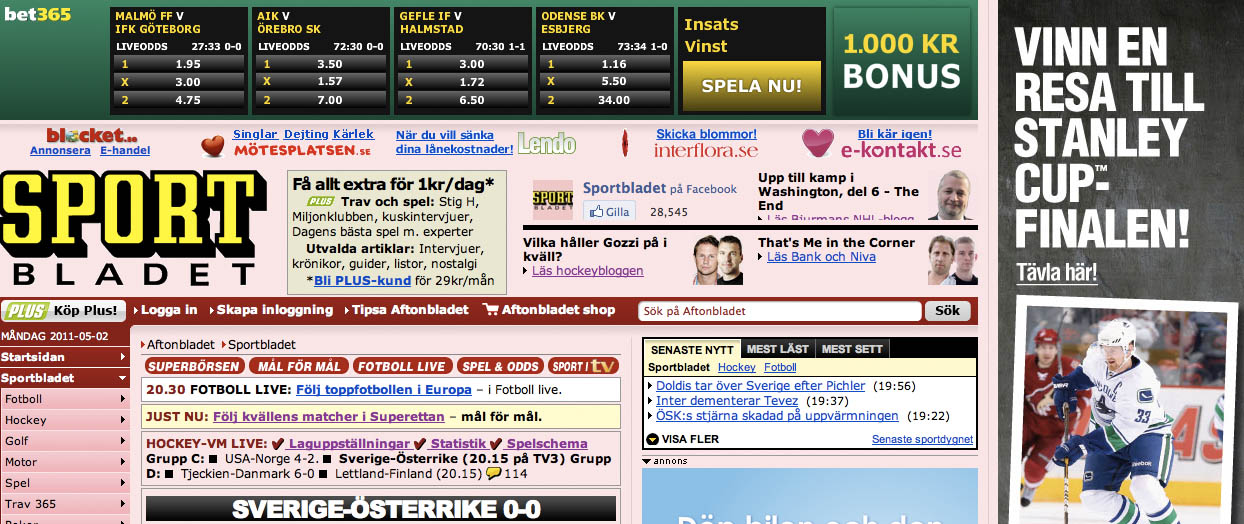 bet365
MALMÖ FF V
IFK GÖTEBORG
LIVEODDS 27:33 0-0
1 1.95
X 3.00
2 4.75
AIK V
ÖREBRO SK
LIVEODDS 72:30 0-0
1 3.50
X 1.57
2 7.00
GEFLE IF V
HALMSTAD
LIVEODDS 70:30 1-1
1 3.00
X 1.72
2 6.50
ODENSE BK V
ESBJERG
LIVEODDS 73:34 1-0
1 1.16
X 5.50
2 34.00
Insats
Vinst
SPELA NU!
1.000 KR
BONUS
VINN EN
RESA TILL
STANLEY
CUP™-
FINALEN!
Tävla här!
blocket.se
Annonsera E-handel
Singlar Dejting Kärlek
MÖTESPLATSEN.SE
När du vill sänka
dina lånekostnader!
Lendo
Skicka blommor!
interflora.se
Bli kär igen!
e-kontakt.se
SPORT
BLADET
Få allt extra för 1kr/dag*
PLUS Trav och spel: Stig H,
Miljonklubben, kuskintervjuer,
Dagens bästa spel m. experter
Utvalda artiklar: Intervjuer,
krönikor, guider, listor, nostalgi
*Bli PLUS-kund för 29kr/mån
SPORT
BLADET
Sportbladet på Facebook
Gilla 28,545
Upp till kamp i
Washington, del 6 – The
End
Läs Bjurmans NHL-blogg
Vilka håller Gozzi på i
kväll?
Läs hockeybloggen
That's Me in the Corner
Läs Bank och Niva
PLUS Köp Plus!
Logga in
Skapa inloggning
Tipsa Aftonbladet
Aftonbladet shop
Sök på Aftonbladet
Sök
MÅNDAG 2011-05-02
Startsidan
Sportbladet
Fotboll
Hockey
Golf
Motor
Spel
Trav 365
Poker
Aftonbladet Sportbladet
SUPERBÖRSEN MÅL FÖR MÅL FOTBOLL LIVE SPEL & ODDS SPORT i tv
20.30 FOTBOLL LIVE: Följ toppfotbollen i Europa – i Fotboll live.
JUST NU: Följ kvällens matcher i Superettan – mål för mål.
HOCKEY-VM LIVE: Laguppställningar Statistik Spelschema
Grupp C: USA-Norge 4-2. Sverige-Österrike (20.15 på TV3) Grupp
D: Tjeckien-Danmark 6-0 Lettland-Finland (20.15) 114
SVERIGE-ÖSTERRIKE 0-0
SENASTE NYTT MEST LÄST MEST SETT
Sportbladet Hockey Fotboll
Doldis tar över Sverige efter Pichler (19:56)
Inter dementerar Tevez (19:37)
ÖSK:s stjärna skadad på uppvärmningen (19:22)
VISA FLER
Senaste sportdygnet
annons
33